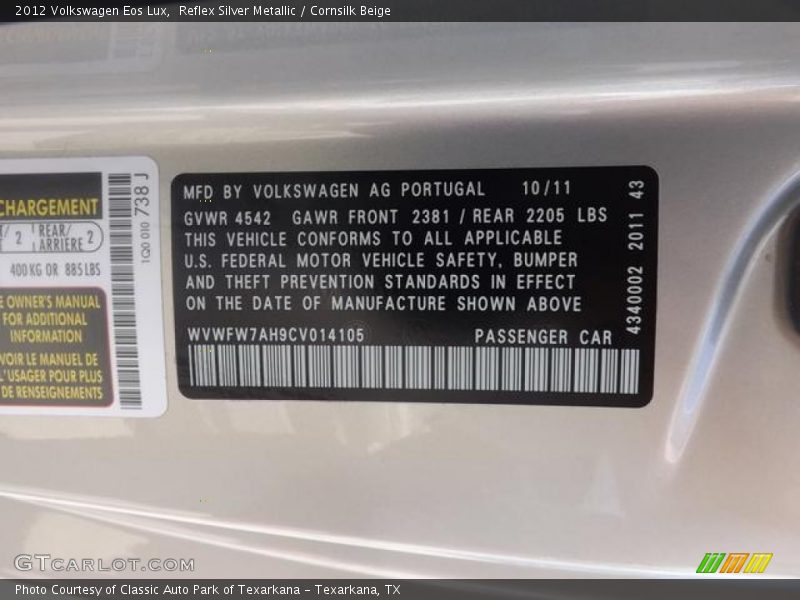 2012 Volkswagen Eos Lux, Reflex Silver Metallic / Cornsilk Beige
CHARGEMENT
2 REAR/ARRIERE 2
400 KG OR 885 LBS
OWNER'S MANUAL
FOR ADDITIONAL
INFORMATION
VOIR LE MANUEL DE
L'USAGER POUR PLUS
DE RENSEIGNEMENTS
1Q0 010 738 J
MFD BY VOLKSWAGEN AG PORTUGAL 10/11
GVWR 4542 GAWR FRONT 2381 / REAR 2205 LBS
THIS VEHICLE CONFORMS TO ALL APPLICABLE
U.S. FEDERAL MOTOR VEHICLE SAFETY, BUMPER
AND THEFT PREVENTION STANDARDS IN EFFECT
ON THE DATE OF MANUFACTURE SHOWN ABOVE
WVWFW7AH9CV014105 PASSENGER CAR
4340002 2011 43
GTCARLOT.COM
Photo Courtesy of Classic Auto Park of Texarkana - Texarkana, TX